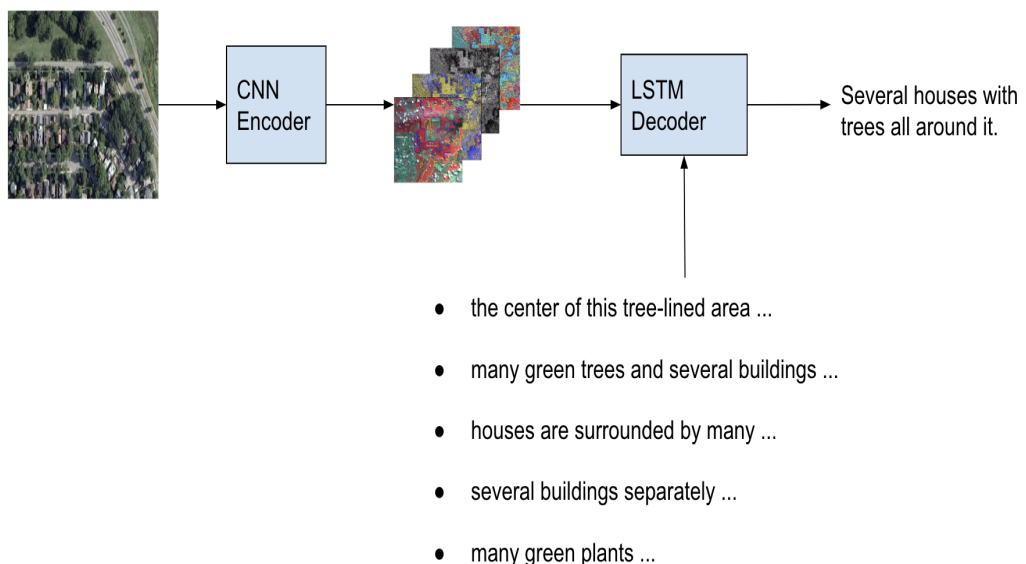 CNN
Encoder
LSTM
Decoder
Several houses with
trees all around it.
● the center of this tree-lined area ...
● many green trees and several buildings ...
● houses are surrounded by many ...
● several buildings separately ...
● many green plants ...